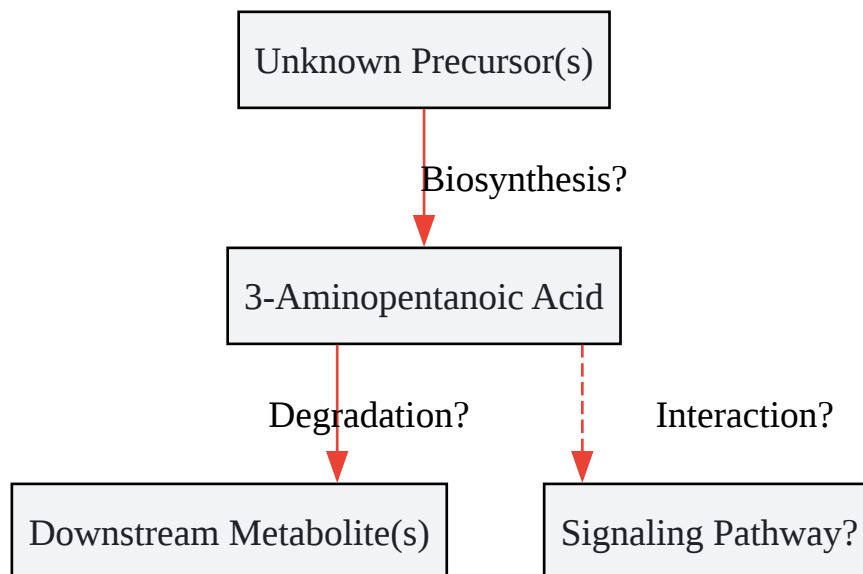 Unknown Precursor(s)
Biosynthesis?
3-Aminopentanoic Acid
Degradation?
Interaction?
Downstream Metabolite(s)
Signaling Pathway?